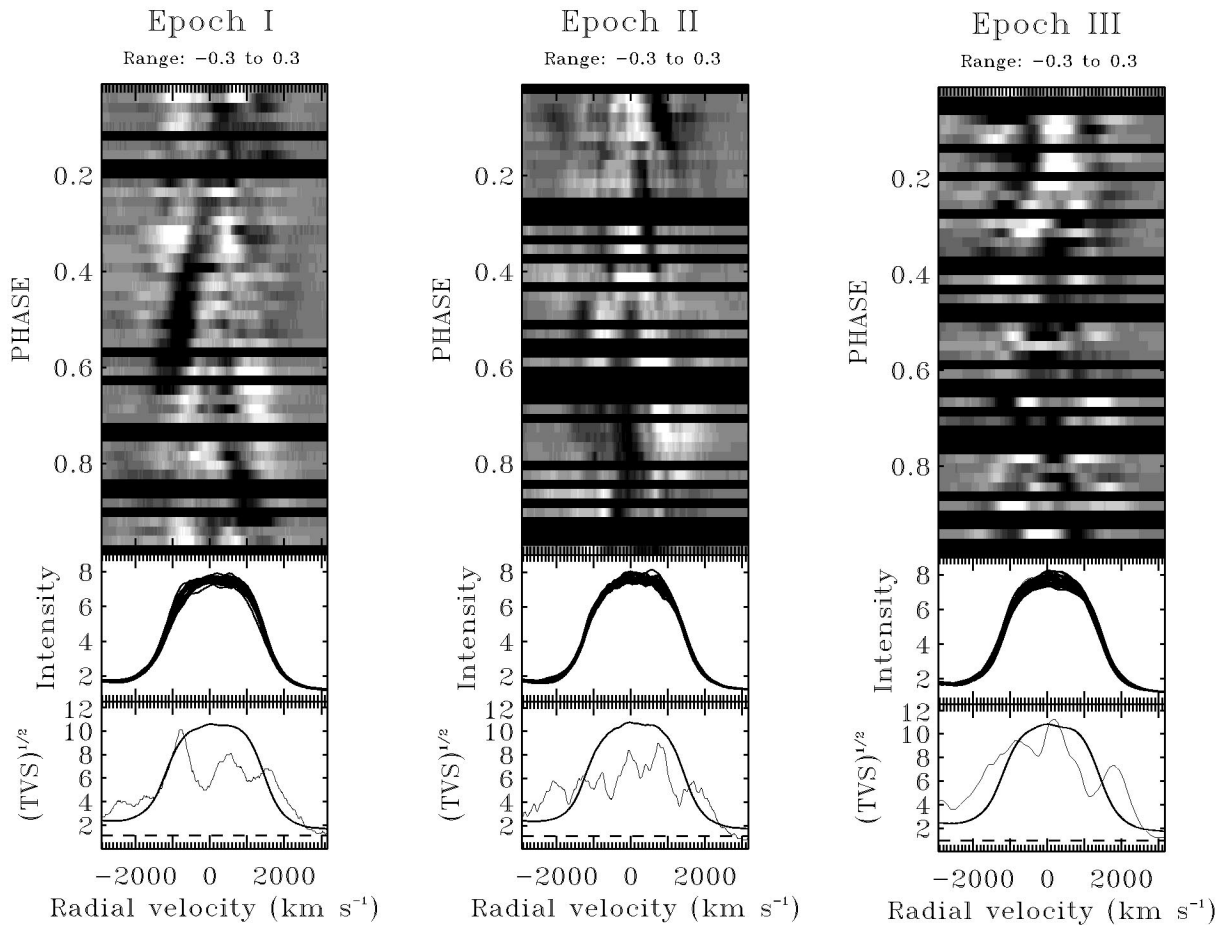 Epoch I
Range: −0.3 to 0.3
PHASE
0.2
0.4
0.6
0.8
Intensity
8
6
4
2
(TVS)1/2
12
10
8
6
4
2
−2000 0 2000
Radial velocity (km s−1)
Epoch II
Range: −0.3 to 0.3
PHASE
0.2
0.4
0.6
0.8
Intensity
8
6
4
2
(TVS)1/2
12
10
8
6
4
2
−2000 0 2000
Radial velocity (km s−1)
Epoch III
Range: −0.3 to 0.3
PHASE
0.2
0.4
0.6
0.8
Intensity
8
6
4
2
(TVS)1/2
12
10
8
6
4
2
−2000 0 2000
Radial velocity (km s−1)